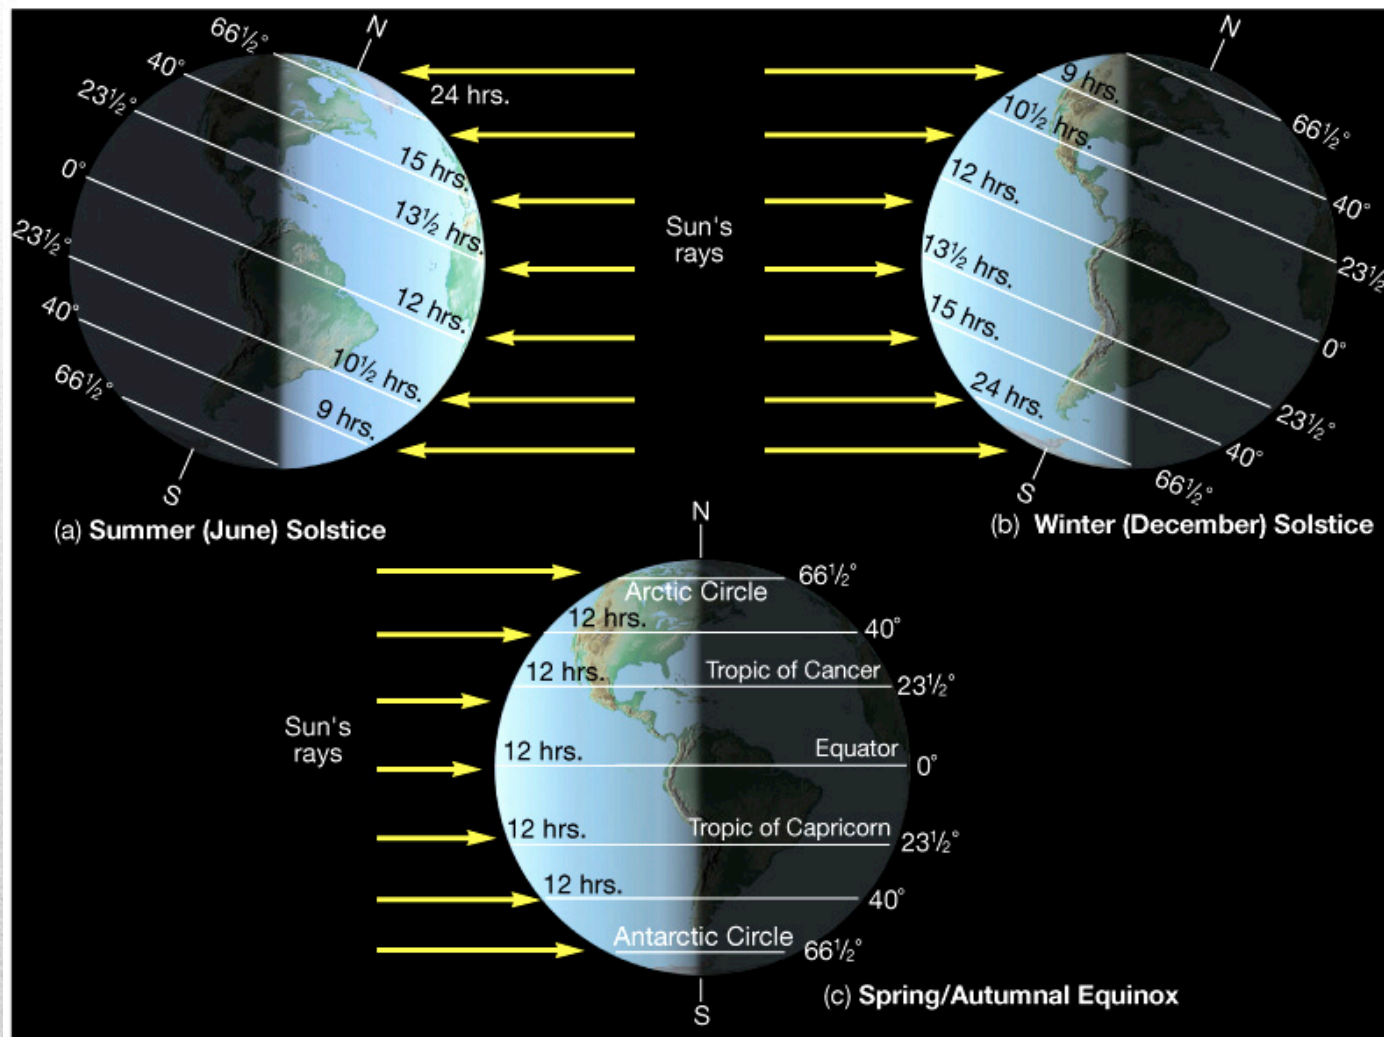 N
66½°
40°
23½°
0°
23½°
40°
66½°
24 hrs.
15 hrs.
13½ hrs.
12 hrs.
10½ hrs.
9 hrs.
S
(a) Summer (June) Solstice
Sun's
rays
N
9 hrs.
10½ hrs.
12 hrs.
13½ hrs.
15 hrs.
24 hrs.
66½°
40°
23½
0°
23½°
40°
66½°
S
(b) Winter (December) Solstice
N
Arctic Circle 66½°
12 hrs. 40°
12 hrs. Tropic of Cancer 23½°
Sun's
rays
12 hrs. Equator 0°
12 hrs. Tropic of Capricorn 23½°
12 hrs. 40°
Antarctic Circle 66½°
S
(c) Spring/Autumnal Equinox